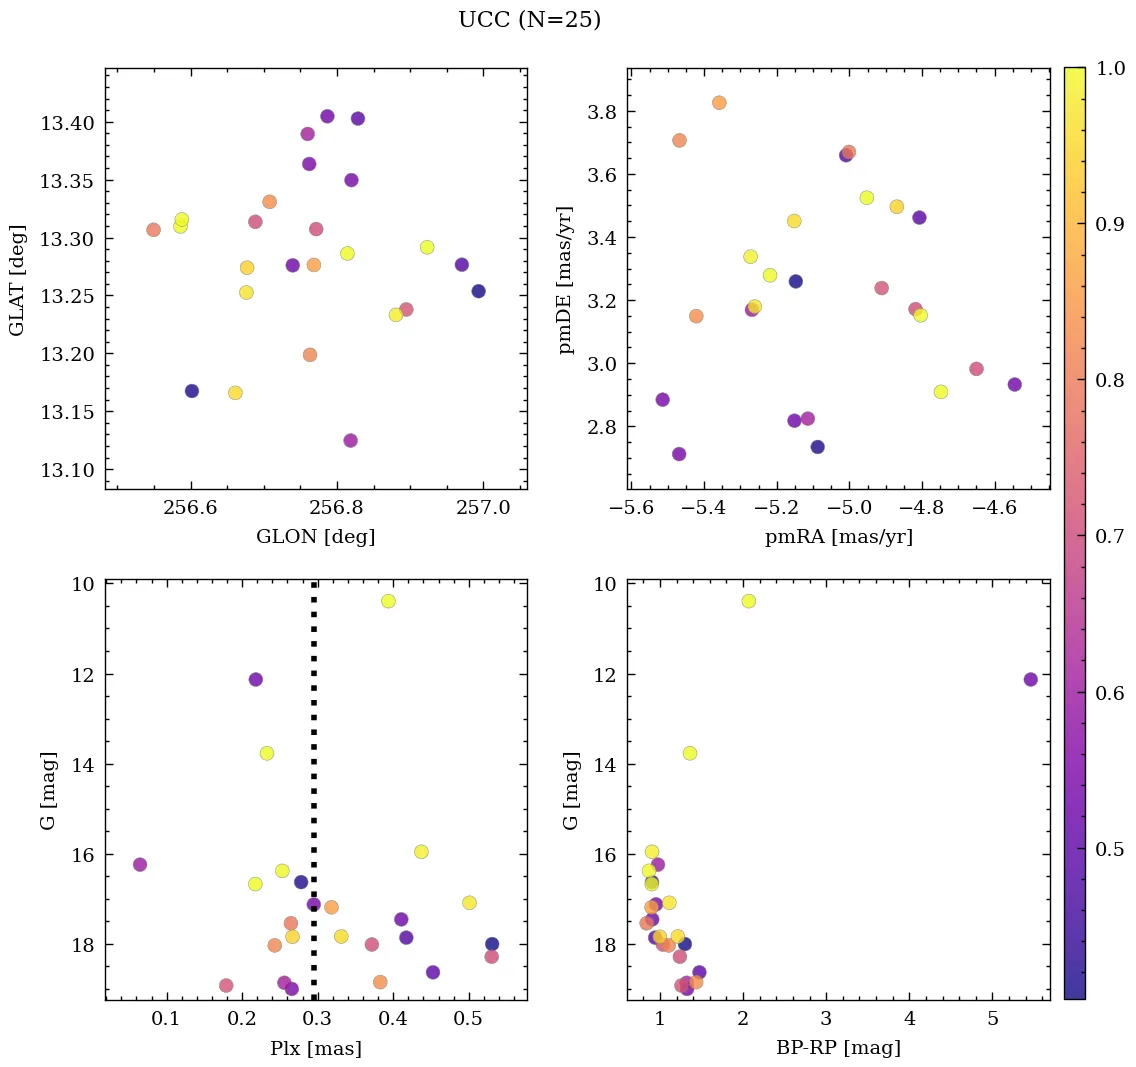 UCC (N=25)
13.40
13.35
13.30
13.25
13.20
13.15
13.10
GLAT [deg]
256.6 256.8 257.0
GLON [deg]
3.8
3.6
3.4
3.2
3.0
2.8
pmDE [mas/yr]
−5.6 −5.4 −5.2 −5.0 −4.8 −4.6
pmRA [mas/yr]
1.0
0.9
0.8
0.7
0.6
0.5
10
12
14
16
18
G [mag]
0.1 0.2 0.3 0.4 0.5
Plx [mas]
10
12
14
16
18
G [mag]
1 2 3 4 5
BP-RP [mag]